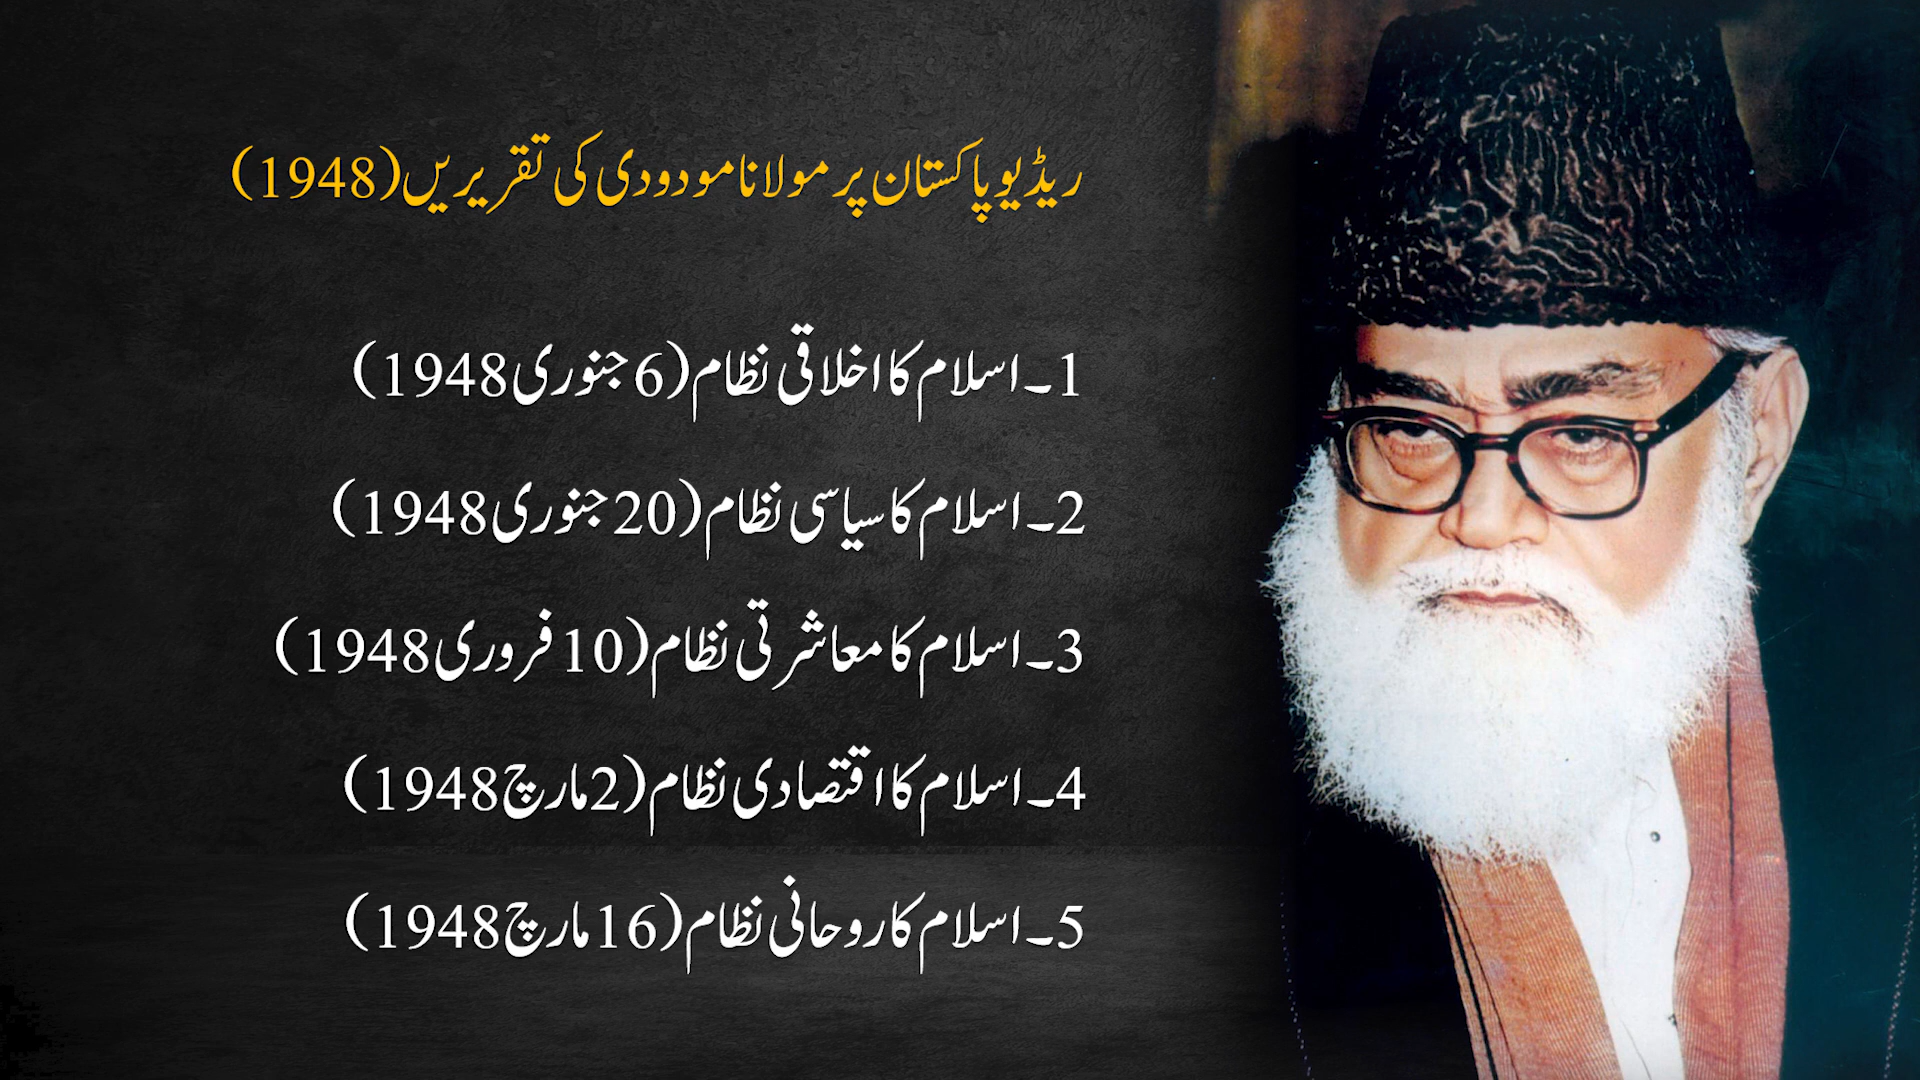 ریڈیو پاکستان پر مولانا مودودی کی تقریریں (1948)
1۔ اسلام کا اخلاقی نظام (6 جنوری 1948)
2۔ اسلام کا سیاسی نظام (20 جنوری 1948)
3۔ اسلام کا معاشرتی نظام (10 فروری 1948)
4۔ اسلام کا اقتصادی نظام (2 مارچ 1948)
5۔ اسلام کا روحانی نظام (16 مارچ 1948)